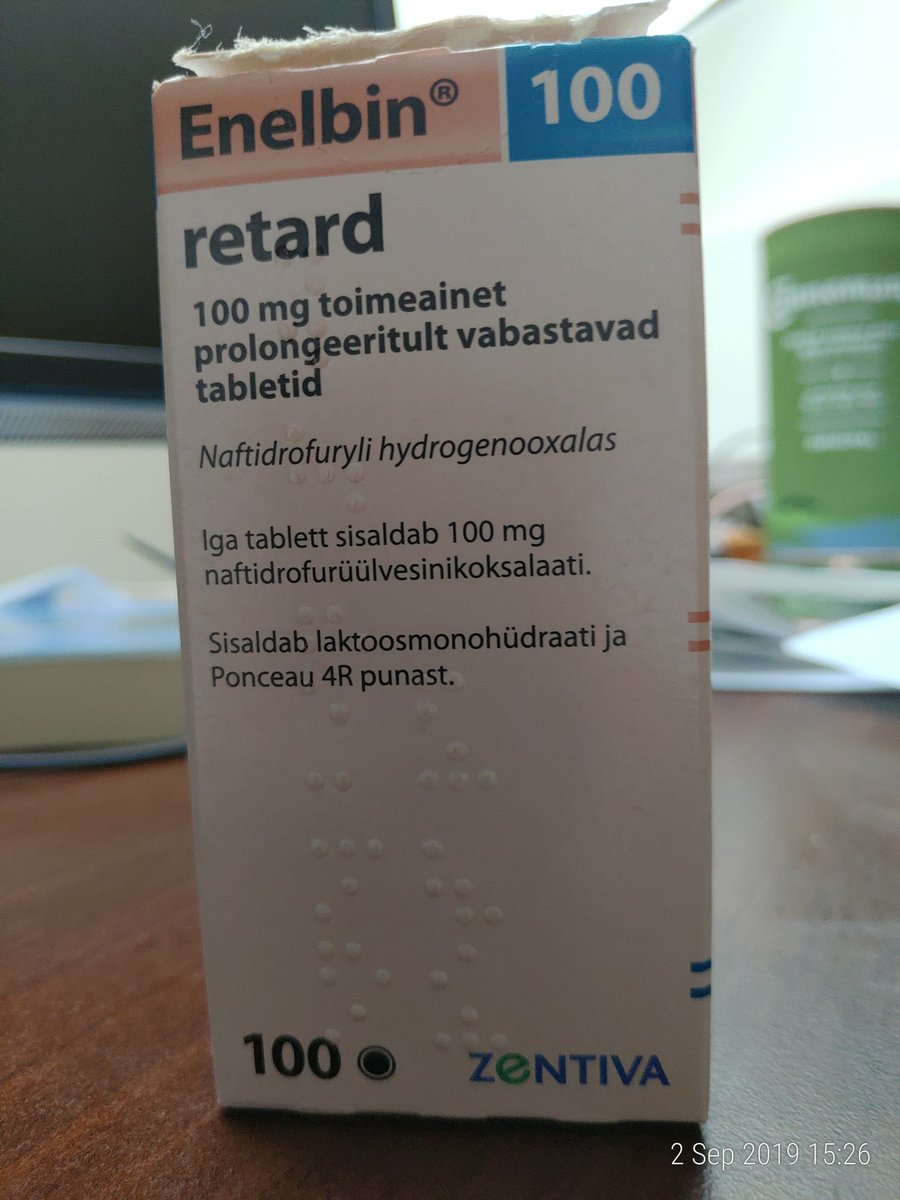 Enelbin® 100
retard
100 mg toimeainet
prolongeeritult vabastavad
tabletid
Naftidrofuryli hydrogenooxalas
Iga tablett sisaldab 100 mg
naftidrofurüülvesinikoksalaati.
Sisaldab laktoosmonohüdraati ja
Ponceau 4R punast.
100
ZENTIVA
2 Sep 2019 15:26